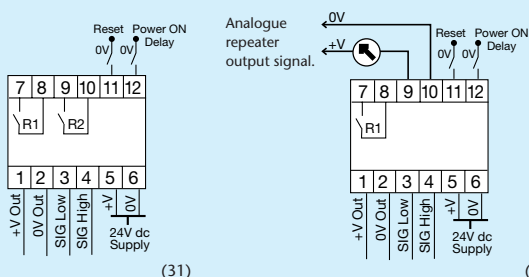 Reset Power ON
0V 0V Delay
7 8 9 10 11 12
R1 R2
1 2 3 4 5 6
+V Out
0V Out
SIG Low
SIG High
+V
0V
24V dc
Supply
(31)
Analogue
repeater
output signal.
0V
+V
Reset Power ON
0V 0V Delay
7 8 9 10 11 12
R1
1 2 3 4 5 6
+V Out
0V Out
SIG Low
SIG High
+V
0V
24V dc
Supply
(